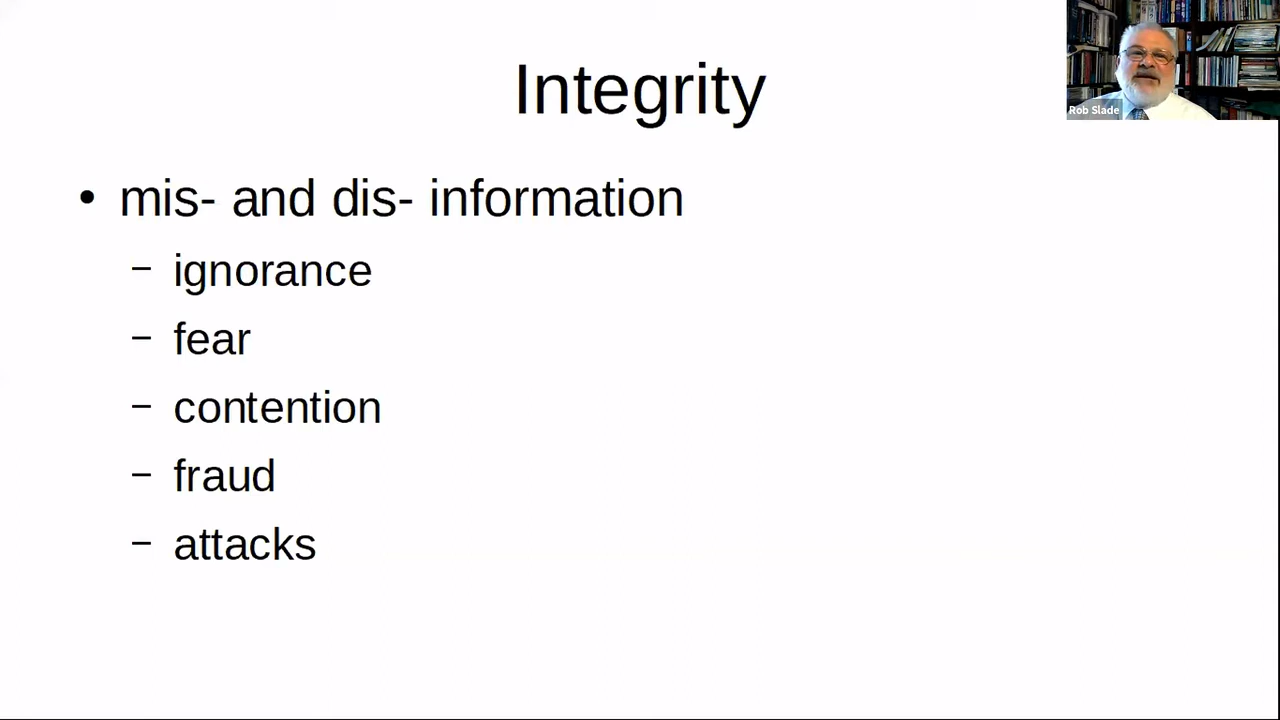 Integrity
Rob Slade
• mis- and dis- information
– ignorance
– fear
– contention
– fraud
– attacks